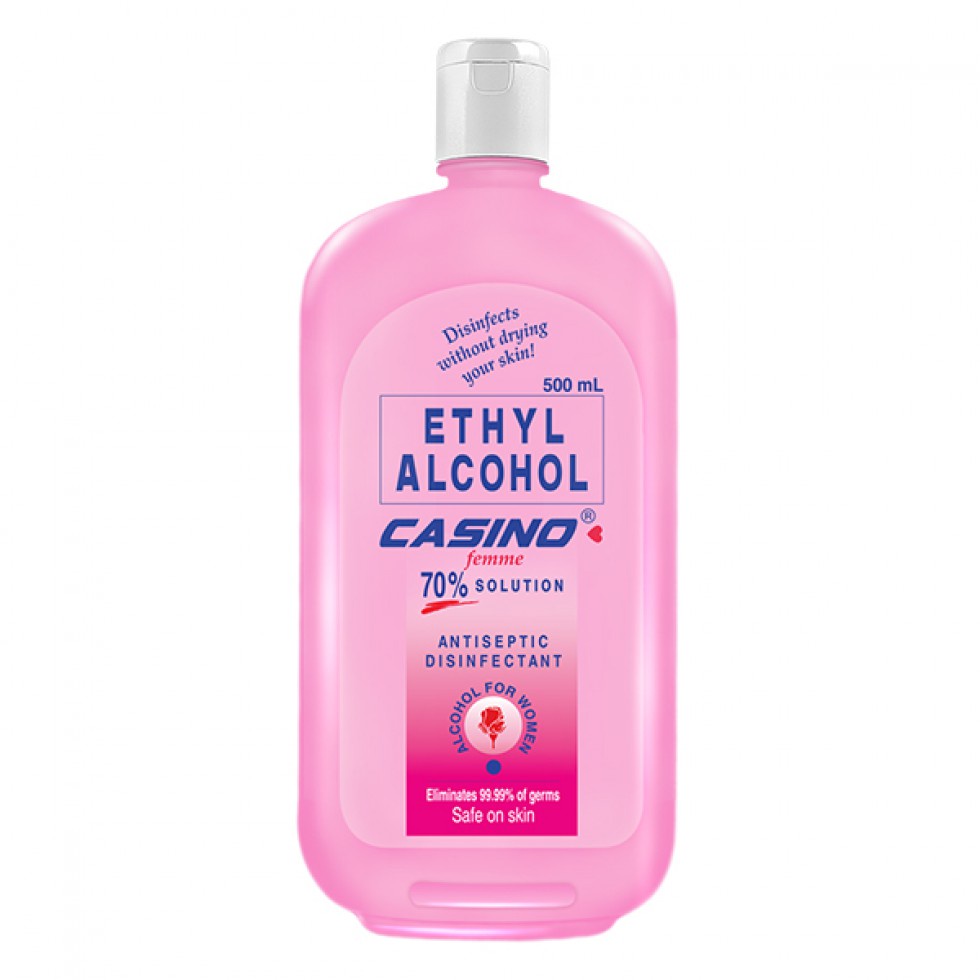 Disinfects
without drying
your skin!
500 mL
ETHYL
ALCOHOL
CASINO®
femme
70% SOLUTION
ANTISEPTIC
DISINFECTANT
ALCOHOL FOR WOMEN
Eliminates 99.99% of germs
Safe on skin